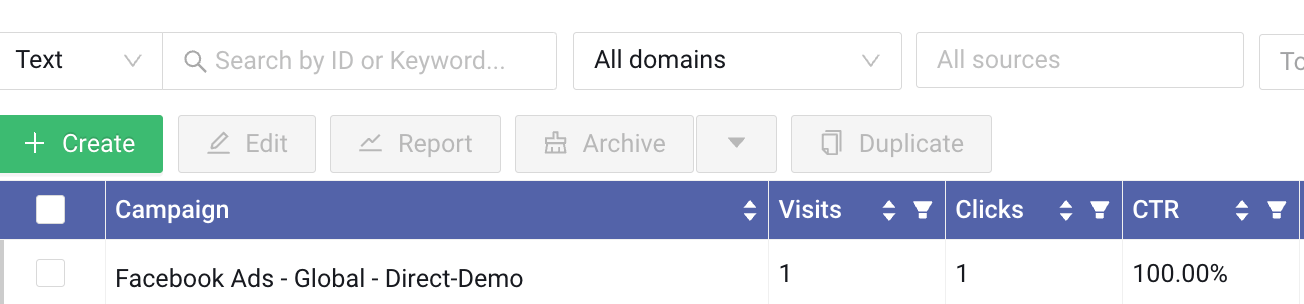 Text Search by ID or Keyword... All domains All sources To
Create Edit Report Archive Duplicate
Campaign Visits Clicks CTR
Facebook Ads - Global - Direct-Demo 1 1 100.00%